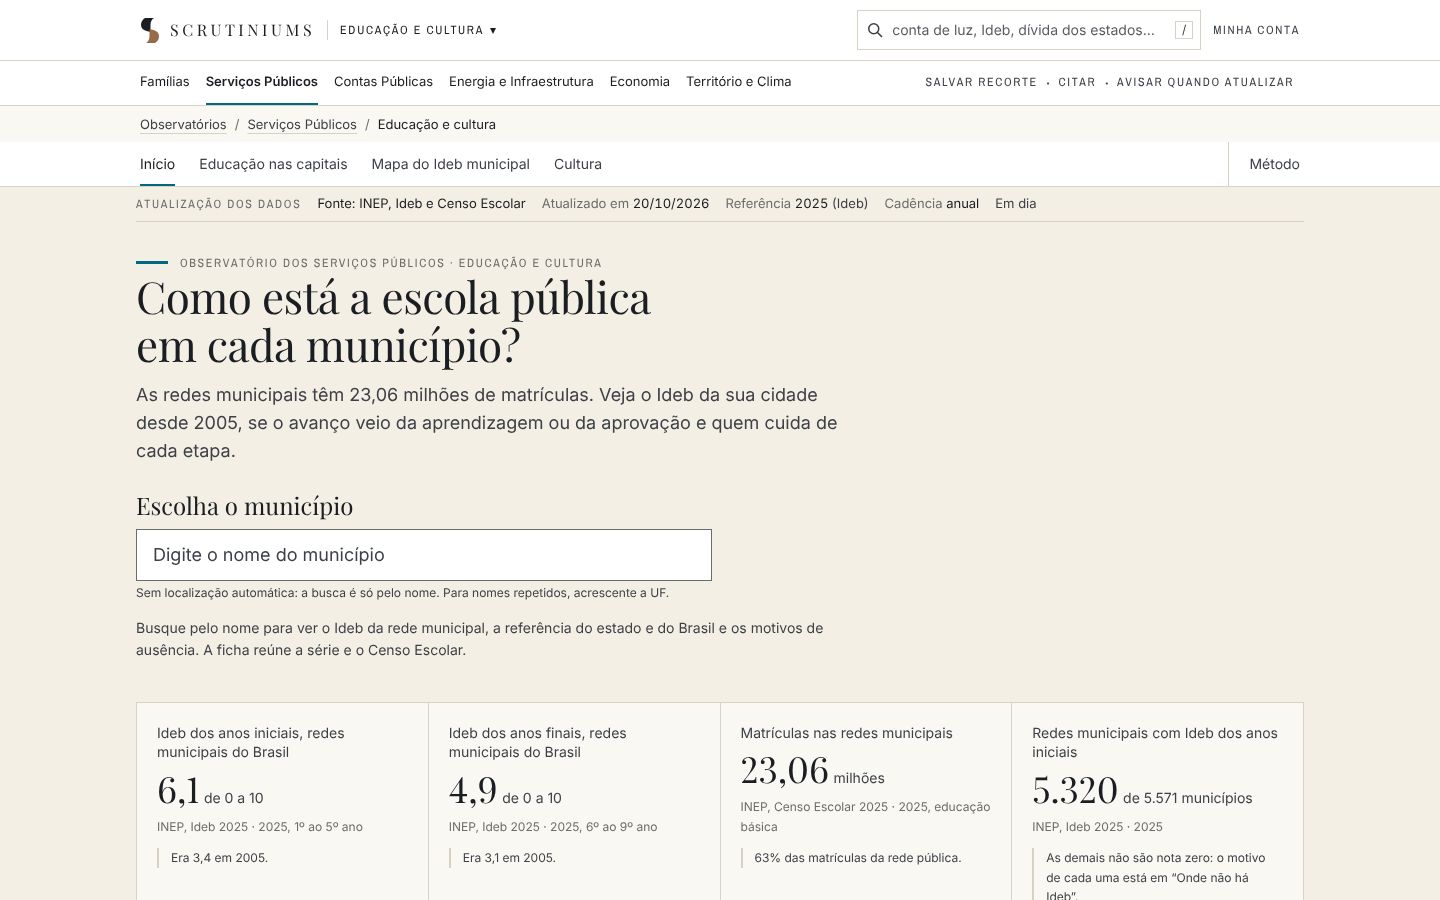 SCRUTINIUMS
EDUCAÇÃO E CULTURA ▾
conta de luz, Ideb, dívida dos estados... /
MINHA CONTA
Famílias Serviços Públicos Contas Públicas Energia e Infraestrutura Economia Território e Clima
SALVAR RECORTE • CITAR • AVISAR QUANDO ATUALIZAR
Observatórios / Serviços Públicos / Educação e cultura
Início Educação nas capitais Mapa do Ideb municipal Cultura Método
ATUALIZAÇÃO DOS DADOS Fonte: INEP, Ideb e Censo Escolar Atualizado em 20/10/2026 Referência 2025 (Ideb) Cadência anual Em dia
OBSERVATÓRIO DOS SERVIÇOS PÚBLICOS · EDUCAÇÃO E CULTURA
Como está a escola pública
em cada município?
As redes municipais têm 23,06 milhões de matrículas. Veja o Ideb da sua cidade
desde 2005, se o avanço veio da aprendizagem ou da aprovação e quem cuida de
cada etapa.
Escolha o município
Digite o nome do município
Sem localização automática: a busca é só pelo nome. Para nomes repetidos, acrescente a UF.
Busque pelo nome para ver o Ideb da rede municipal, a referência do estado e do Brasil e os motivos de
ausência. A ficha reúne a série e o Censo Escolar.
Ideb dos anos iniciais, redes
municipais do Brasil
6,1 de 0 a 10
INEP, Ideb 2025 · 2025, 1º ao 5º ano
Era 3,4 em 2005.
Ideb dos anos finais, redes
municipais do Brasil
4,9 de 0 a 10
INEP, Ideb 2025 · 2025, 6º ao 9º ano
Era 3,1 em 2005.
Matrículas nas redes municipais
23,06 milhões
INEP, Censo Escolar 2025 · 2025, educação
básica
63% das matrículas da rede pública.
Redes municipais com Ideb dos anos
iniciais
5.320 de 5.571 municípios
INEP, Ideb 2025 · 2025
As demais não são nota zero: o motivo
de cada uma está em “Onde não há
Ideb”.